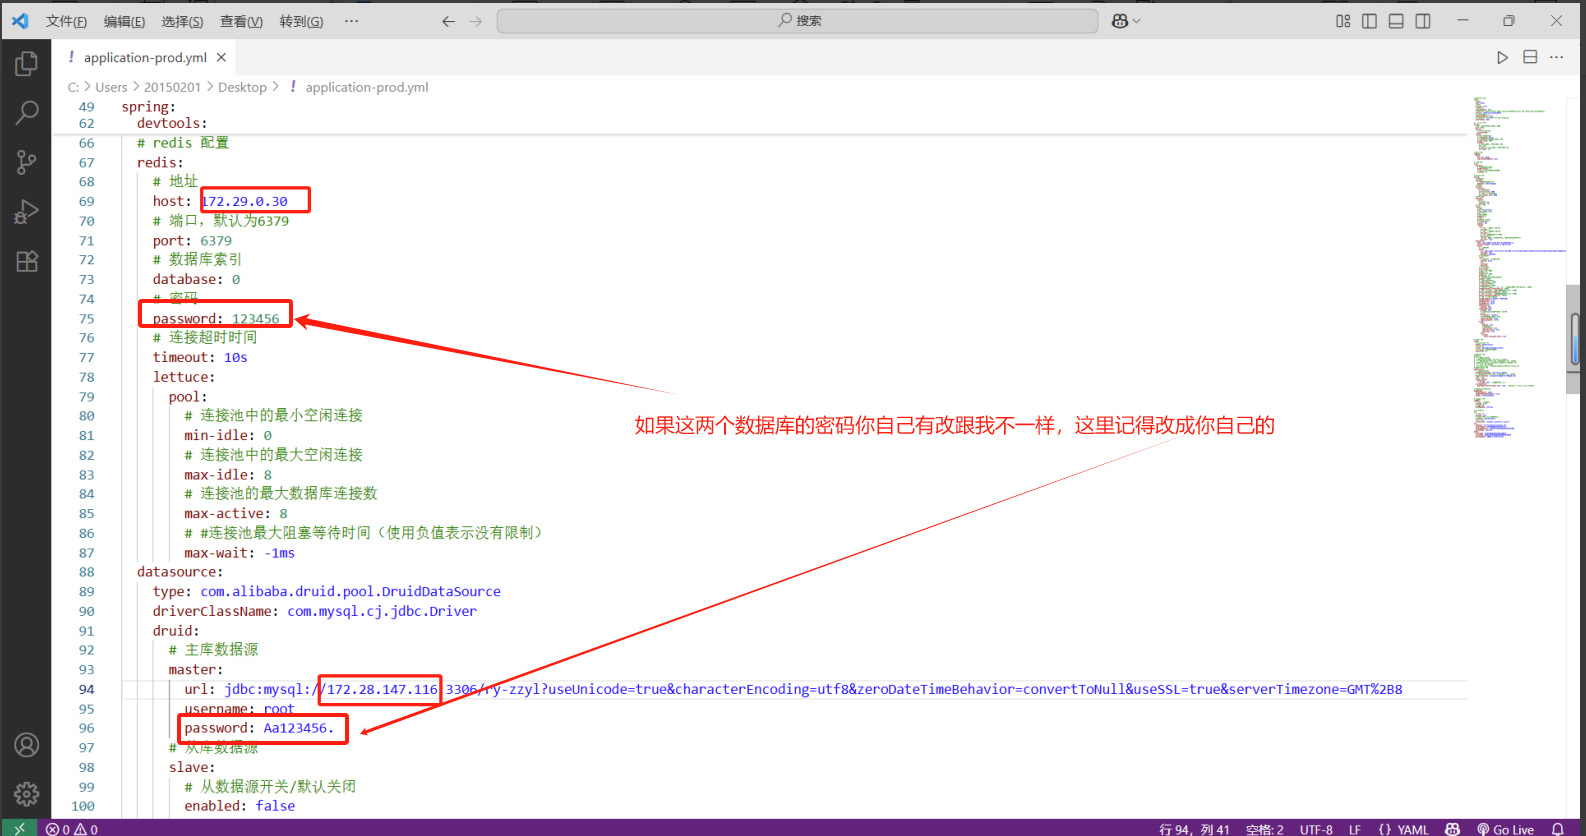 文件(F) 编辑(E) 选择(S) 查看(V) 转到(G) ··· 搜索
! application-prod.yml ×
C: > Users > 20150201 > Desktop > ! application-prod.yml
49 spring:
62 devtools:
66 # redis 配置
67 redis:
68 # 地址
69 host: 172.29.0.30
70 # 端口，默认为6379
71 port: 6379
72 # 数据库索引
73 database: 0
74 # 密码
75 password: 123456
76 # 连接超时时间
77 timeout: 10s
78 lettuce:
79 pool:
80 # 连接池中的最小空闲连接
如果这两个数据库的密码你自己有改跟我不一样，这里记得改成你自己的
81 min-idle: 0
82 # 连接池中的最大空闲连接
83 max-idle: 8
84 # 连接池的最大数据库连接数
85 max-active: 8
86 # #连接池最大阻塞等待时间（使用负值表示没有限制）
87 max-wait: -1ms
88 datasource:
89 type: com.alibaba.druid.pool.DruidDataSource
90 driverClassName: com.mysql.cj.jdbc.Driver
91 druid:
92 # 主库数据源
93 master:
94 url: jdbc:mysql://172.28.147.116:3306/ry-zzyl?useUnicode=true&characterEncoding=utf8&zeroDateTimeBehavior=convertToNull&useSSL=true&serverTimezone=GMT%2B8
95 username: root
96 password: Aa123456.
97 # 从库数据源
98 slave:
99 # 从数据源开关/默认关闭
100 enabled: false
0 0 行 94，列 41 空格: 2 UTF-8 LF {} YAML Go Live